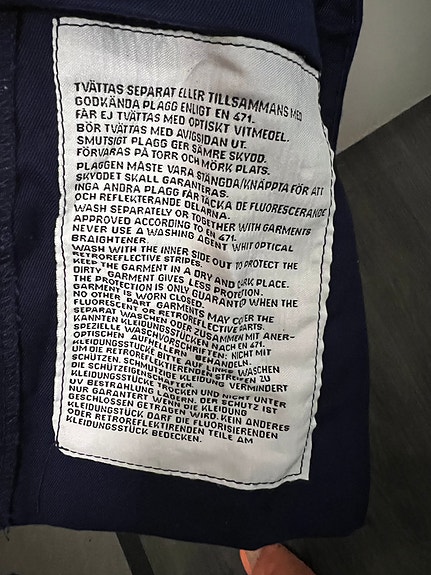 TVÄTTAS SEPARAT ELLER TILLSAMMANS MED
GODKÄNDA PLAGG ENLIGT EN 471.
FÅR EJ TVÄTTAS MED OPTISKT VITMEDEL.
BÖR TVÄTTAS MED AVIGSIDAN UT.
SMUTSIGT PLAGG GER SÄMRE SKYDD.
FÖRVARAS PÅ TORR OCH MÖRK PLATS.
PLAGGEN MÅSTE VARA STÄNGDA/KNÄPPTA FÖR ATT
SKYDDET SKALL GARANTERAS.
INGA ANDRA PLAGG FÅR TÄCKA DE FLUORESCERANDE
OCH REFLEKTERANDE DELARNA.
WASH SEPARATELY OR TOGETHER WITH GARMENTS
APPROVED ACCORDING TO EN 471.
NEVER USE A WASHING AGENT WHIT OPTICAL
BRAIGHTENER.
WASH WITH THE INNER SIDE OUT TO PROTECT THE
RETROREFLECTIVE STRIPES.
KEEP THE GARMENT IN A DRY AND DARK PLACE.
DIRTY GARMENT GIVES LESS PROTECTION.
THE PROTECTION IS ONLY GUARANTEED WHEN THE
GARMENT IS WORN CLOSED.
NO OTHER PART GARMENTS MAY COVER THE
FLUORESCENT OR RETROREFLECTIVE PARTS.
SEPARAT WASCHEN ODER ZUSAMMEN MIT ANER-
KANNTEN KLEIDUNGSSTÜCKEN NACH EN 471.
SPEZIELLE WASCHVORSCHRIFTEN: NICHT MIT
OPTISCHEN AUFHELLERN BEHANDELN.
KLEIDUNGSSTÜCKE BITTE AUF LINKS WASCHEN
UM DIE RETROREFLEKTIERENDEN STREIFEN ZU
SCHÜTZEN. SCHMUTZIGE KLEIDUNG VERMINDERT
DIE SCHUTZEIGENSCHAFTEN.
KLEIDUNGSSTÜCKE TROCKEN UND NICHT UNTER
UV BESTRAHLUNG LAGERN. DER SCHUTZ IST
NUR GARANTIERT WENN DIE KLEIDUNG
GESCHLOSSEN GETRAGEN WIRD. KEIN ANDERES
KLEIDUNGSSTÜCK DARF DIE FLUORISIERENDEN
ODER RETROREFLEKTIRENDEN TEILE AM
KLEIDUNGSSTÜCK BEDECKEN.